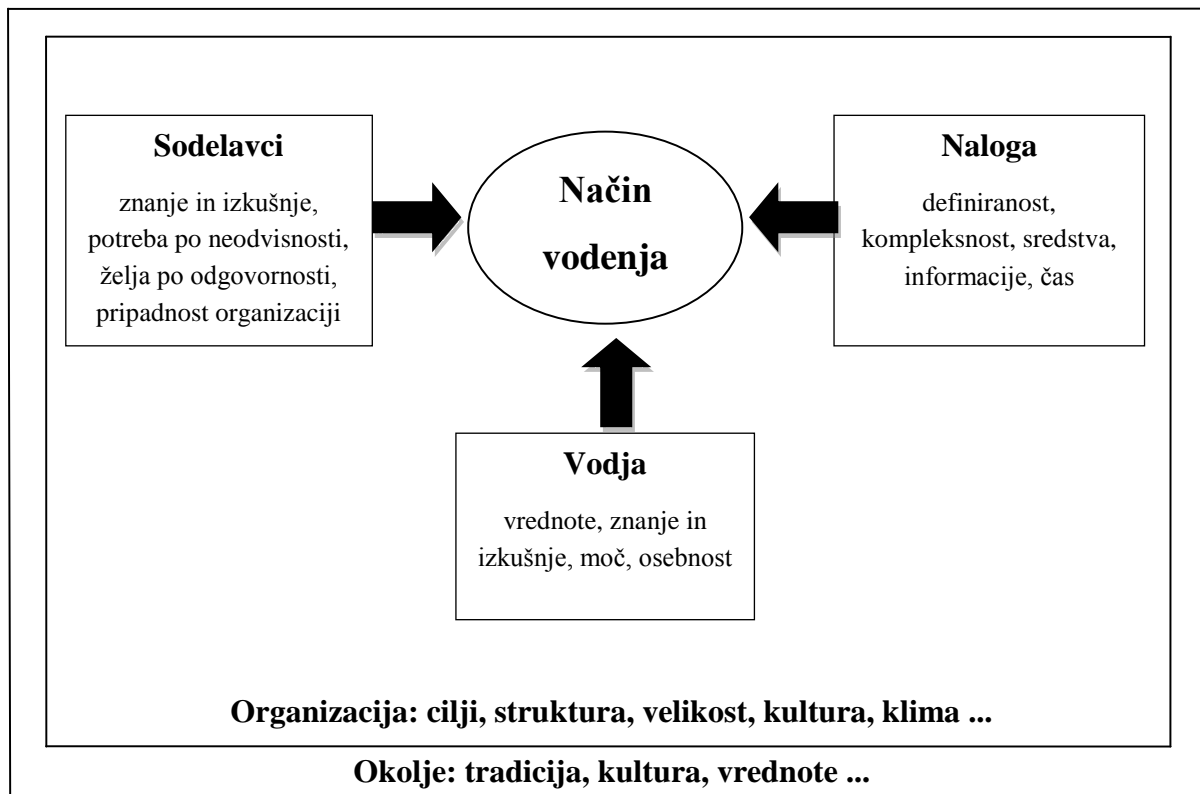 Sodelavci
znanje in izkušnje,
potreba po neodvisnosti,
želja po odgovornosti,
pripadnost organizaciji
Način
vodenja
Naloga
definiranost,
kompleksnost, sredstva,
informacije, čas
Vodja
vrednote, znanje in
izkušnje, moč, osebnost
Organizacija: cilji, struktura, velikost, kultura, klima ...
Okolje: tradicija, kultura, vrednote ...